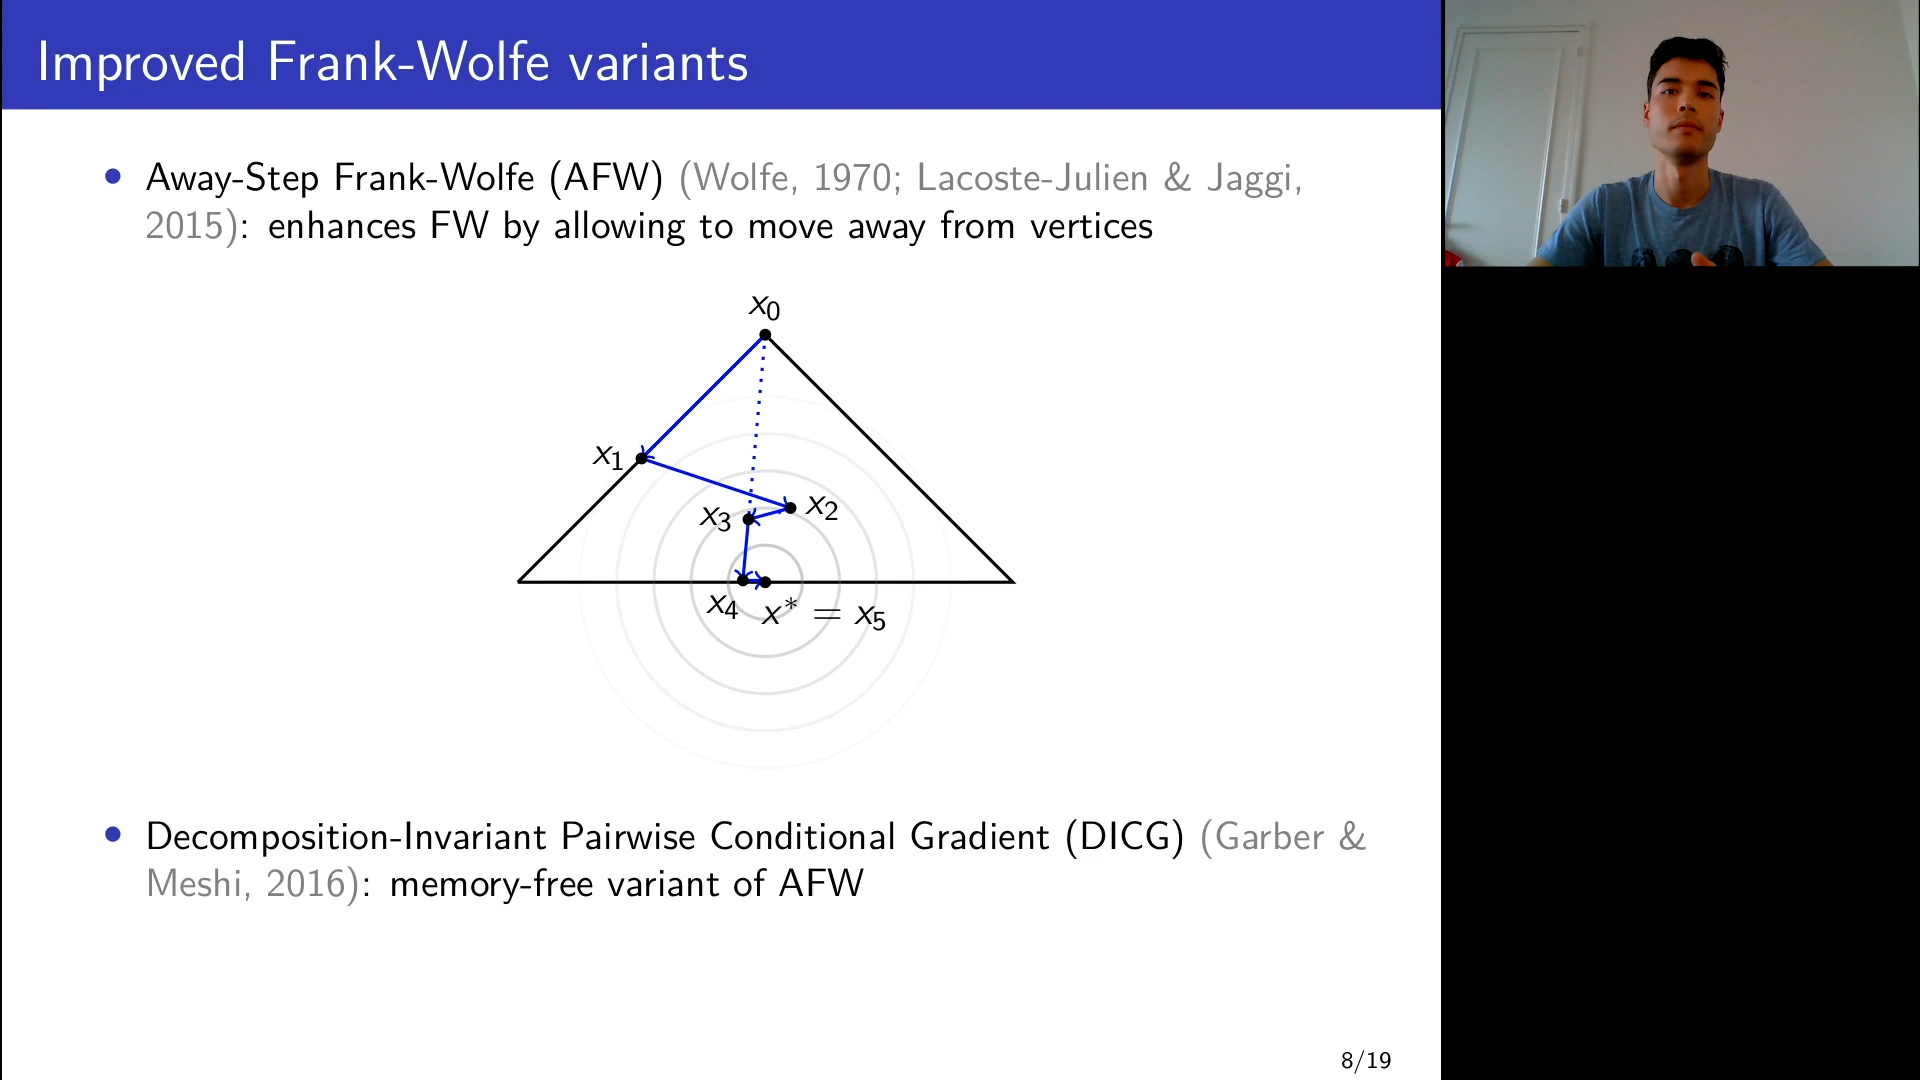 Improved Frank-Wolfe variants
• Away-Step Frank-Wolfe (AFW) (Wolfe, 1970; Lacoste-Julien & Jaggi,
2015): enhances FW by allowing to move away from vertices
x₀
x₁
x₂
x₃
x₄
x* = x₅
• Decomposition-Invariant Pairwise Conditional Gradient (DICG) (Garber &
Meshi, 2016): memory-free variant of AFW
8/19